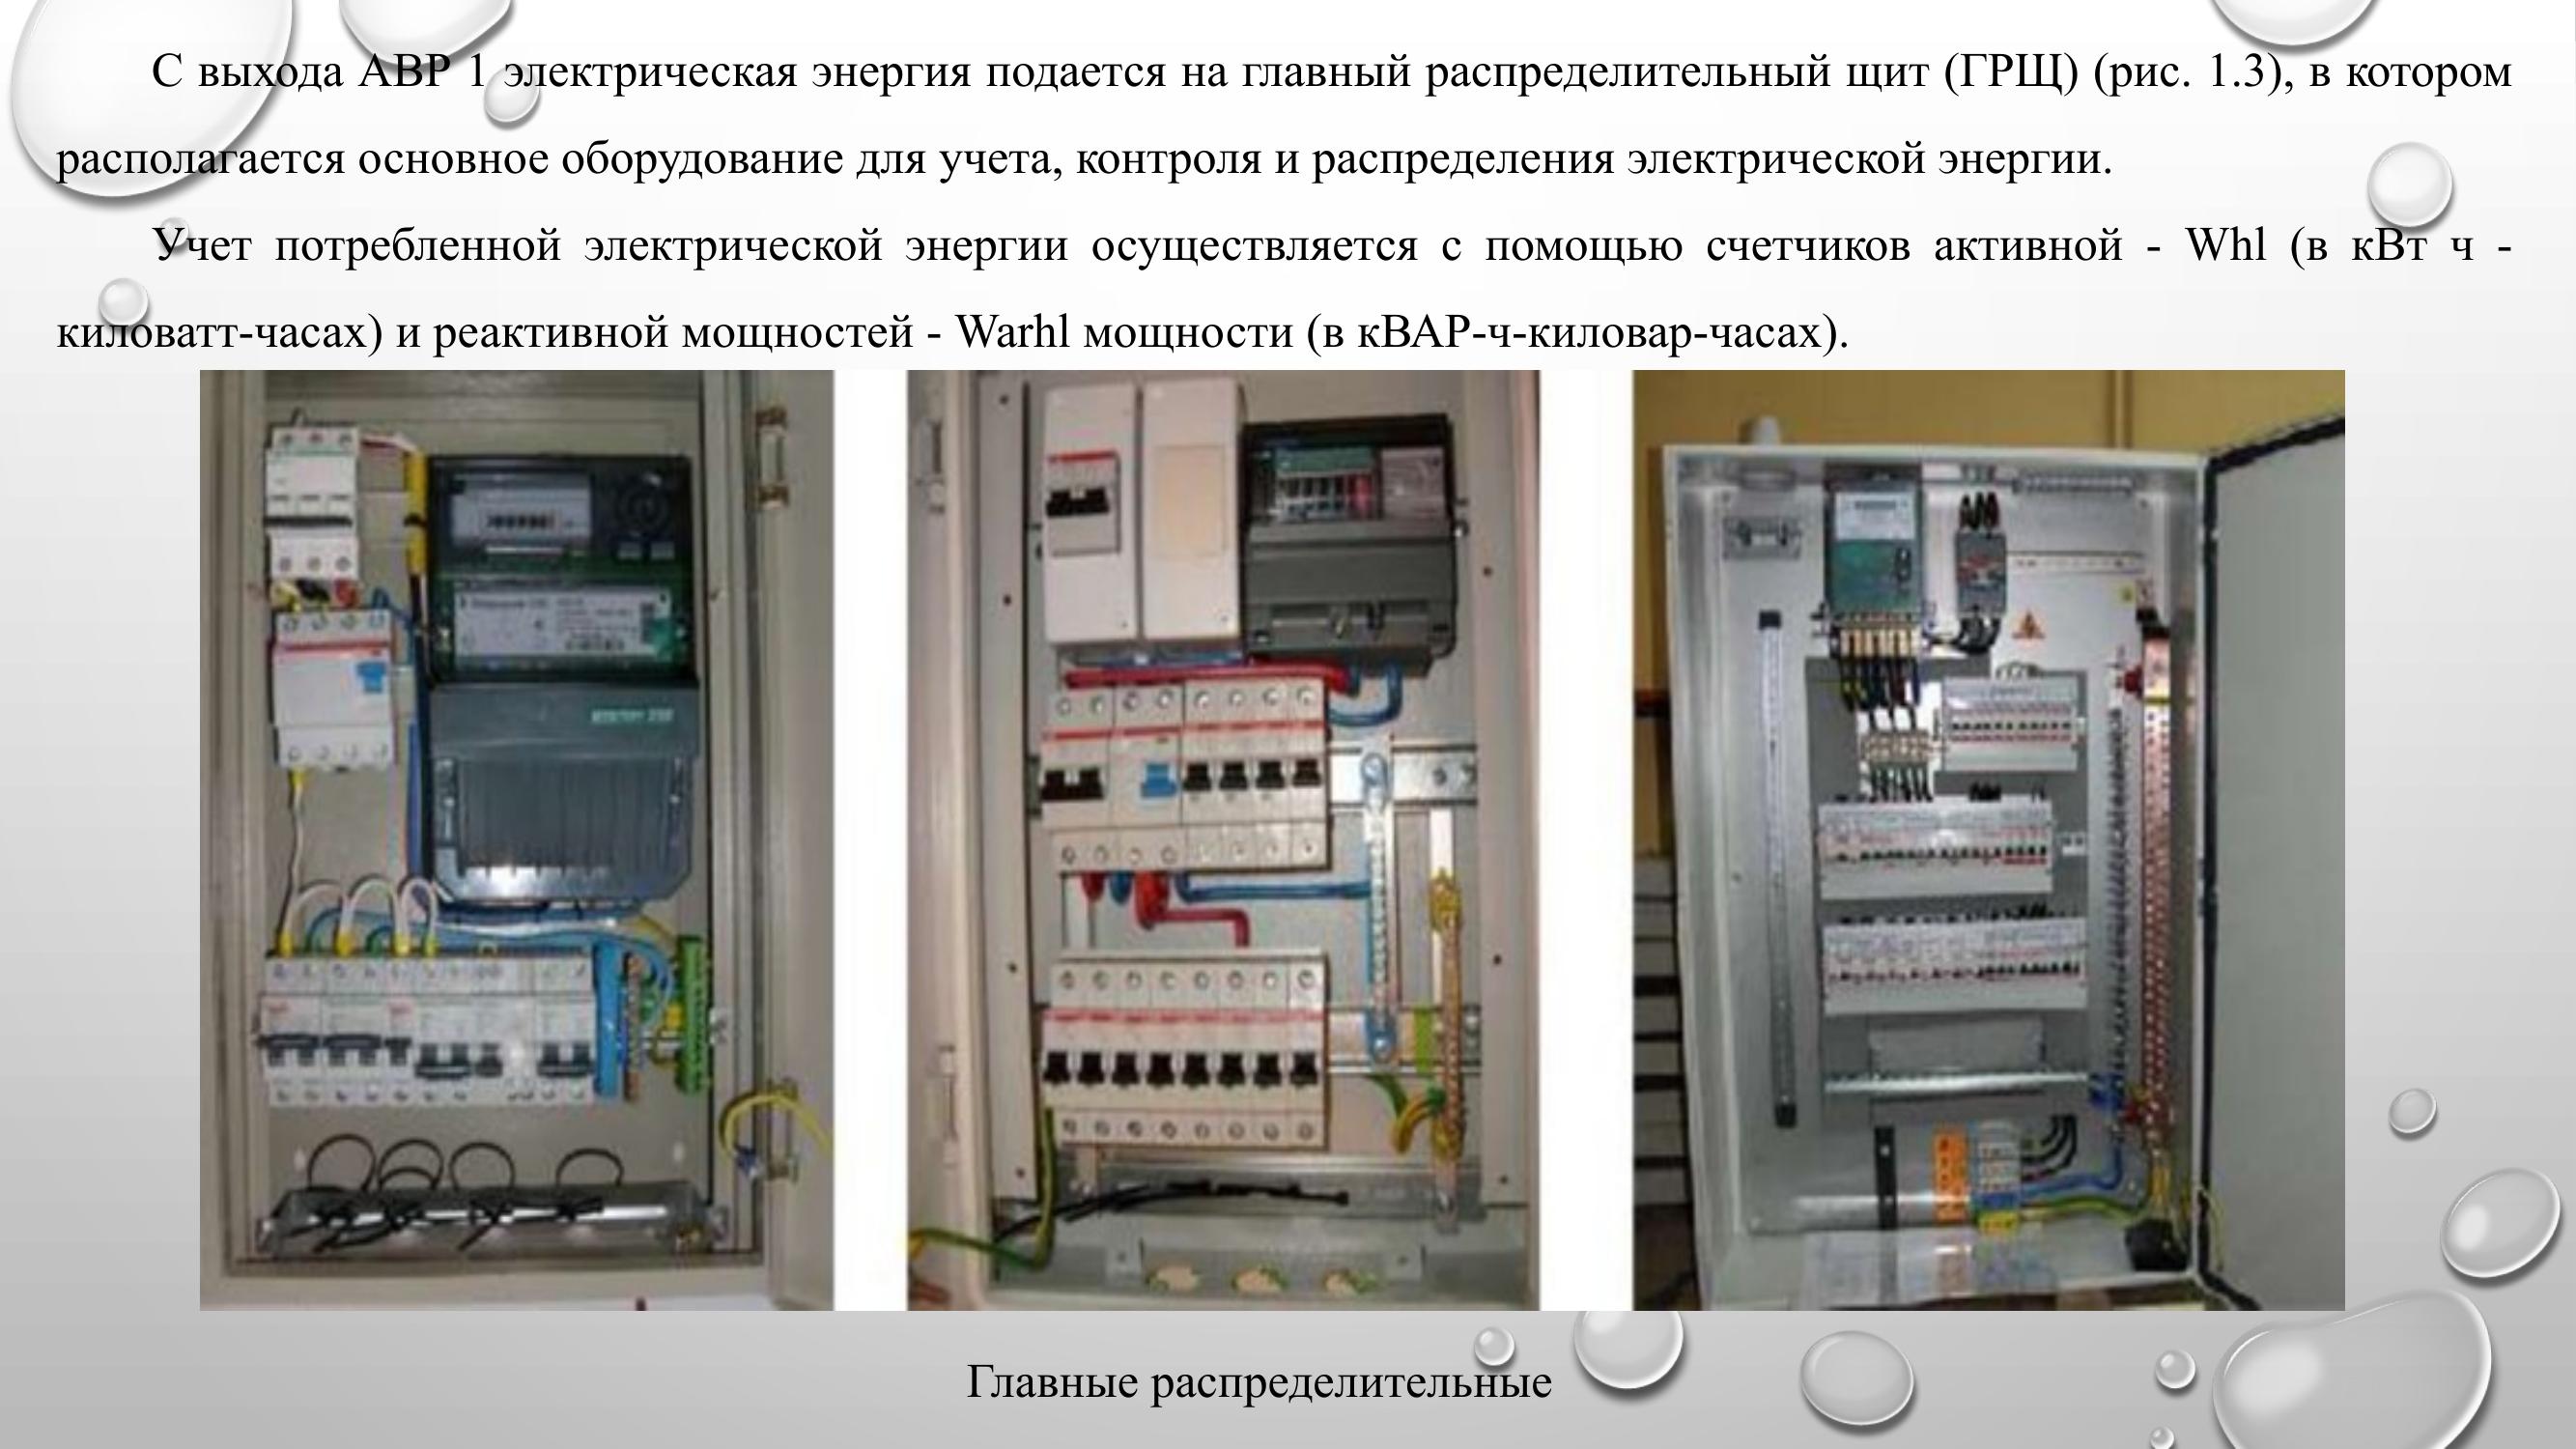 С выхода АВР 1 электрическая энергия подается на главный распределительный щит (ГРЩ) (рис. 1.3), в котором
располагается основное оборудование для учета, контроля и распределения электрической энергии.
Учет потребленной электрической энергии осуществляется с помощью счетчиков активной - Whl (в кВт ч -
киловатт-часах) и реактивной мощностей - Warhl мощности (в кВАР-ч-киловар-часах).
Главные распределительные